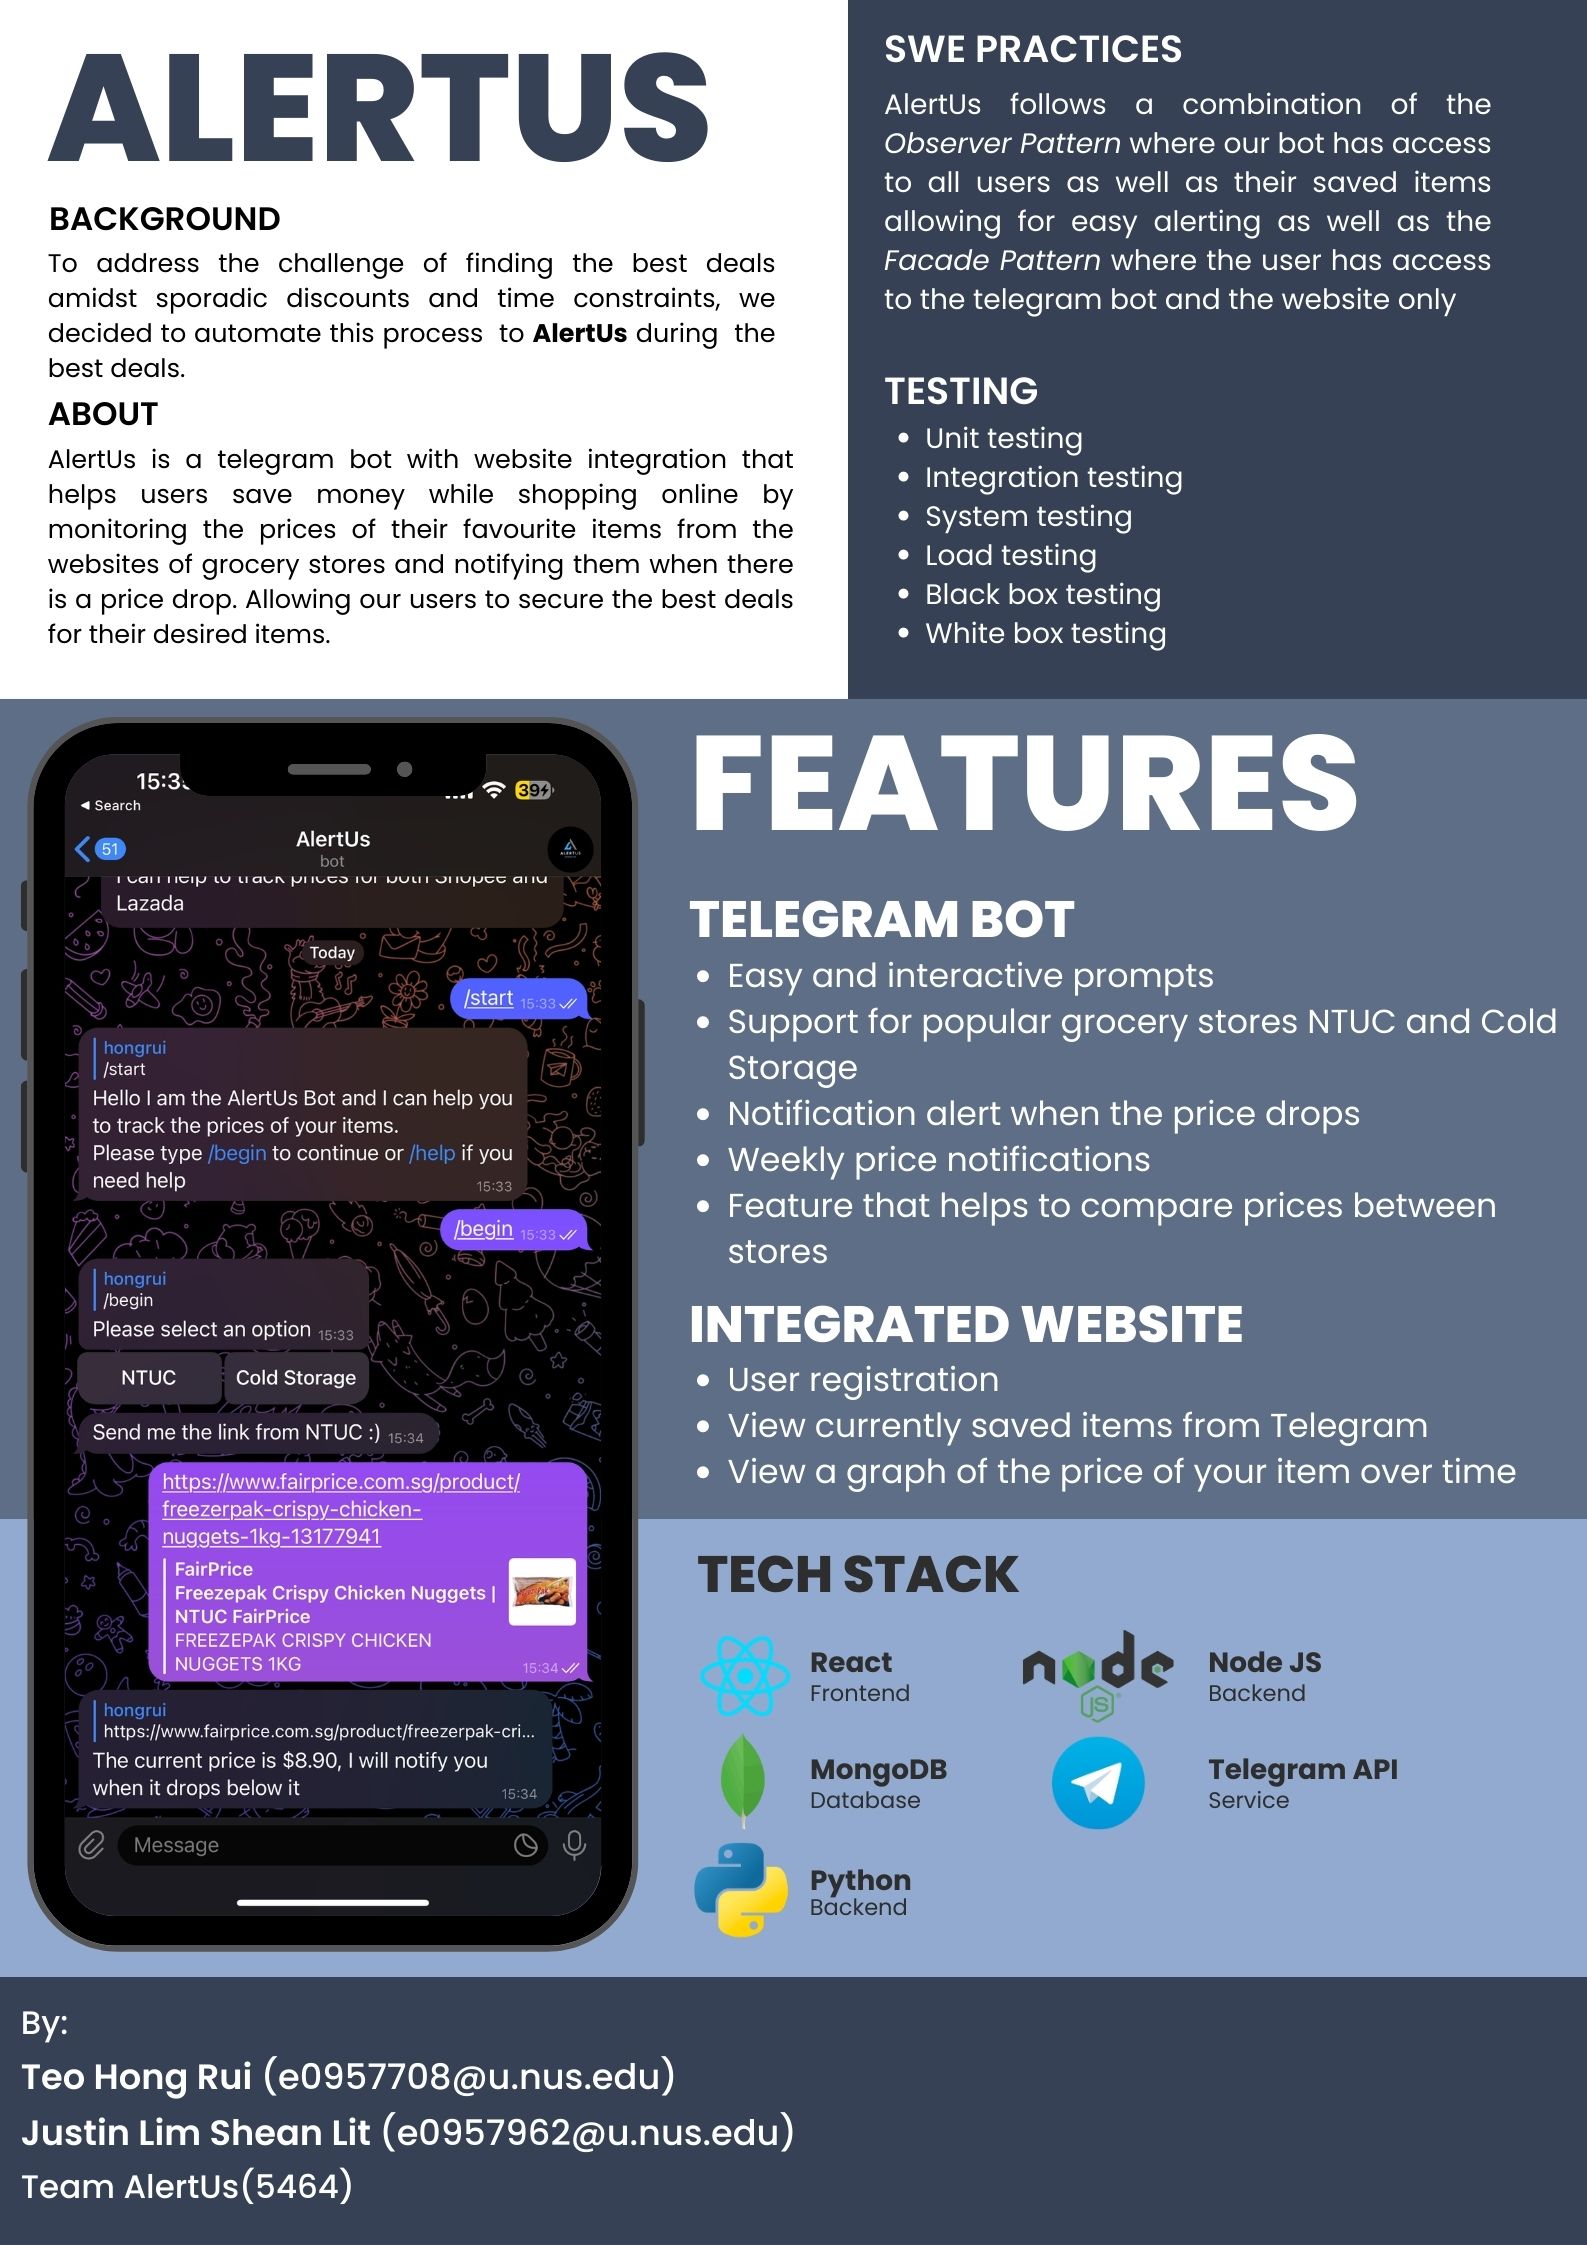 ALERTUS
BACKGROUND
To address the challenge of finding the best deals
amidst sporadic discounts and time constraints, we
decided to automate this process to AlertUs during the
best deals.
ABOUT
AlertUs is a telegram bot with website integration that
helps users save money while shopping online by
monitoring the prices of their favourite items from the
websites of grocery stores and notifying them when there
is a price drop. Allowing our users to secure the best deals
for their desired items.
SWE PRACTICES
AlertUs follows a combination of the
Observer Pattern where our bot has access
to all users as well as their saved items
allowing for easy alerting as well as the
Facade Pattern where the user has access
to the telegram bot and the website only
TESTING
• Unit testing
• Integration testing
• System testing
• Load testing
• Black box testing
• White box testing
39
Search
51
AlertUs
bot
ALERTUS
I can help to track prices for both Shopee and
Lazada
Today
/start 15:33
hongrui
/start
Hello I am the AlertUs Bot and I can help you
to track the prices of your items.
Please type /begin to continue or /help if you
need help 15:33
/begin 15:33
hongrui
/begin
Please select an option 15:33
NTUC Cold Storage
Send me the link from NTUC :) 15:34
https://www.fairprice.com.sg/product/
freezerpak-crispy-chicken-
nuggets-1kg-13177941
FairPrice
Freezepak Crispy Chicken Nuggets |
NTUC FairPrice
FREEZEPAK CRISPY CHICKEN
NUGGETS 1KG 15:34
hongrui
https://www.fairprice.com.sg/product/freezerpak-cri...
The current price is $8.90, I will notify you
when it drops below it 15:34
Message
FEATURES
TELEGRAM BOT
• Easy and interactive prompts
• Support for popular grocery stores NTUC and Cold
Storage
• Notification alert when the price drops
• Weekly price notifications
• Feature that helps to compare prices between
stores
INTEGRATED WEBSITE
• User registration
• View currently saved items from Telegram
• View a graph of the price of your item over time
TECH STACK
React
Frontend
node
JS
Node JS
Backend
MongoDB
Database
Telegram API
Service
Python
Backend
By:
Teo Hong Rui (e0957708@u.nus.edu)
Justin Lim Shean Lit (e0957962@u.nus.edu)
Team AlertUs(5464)